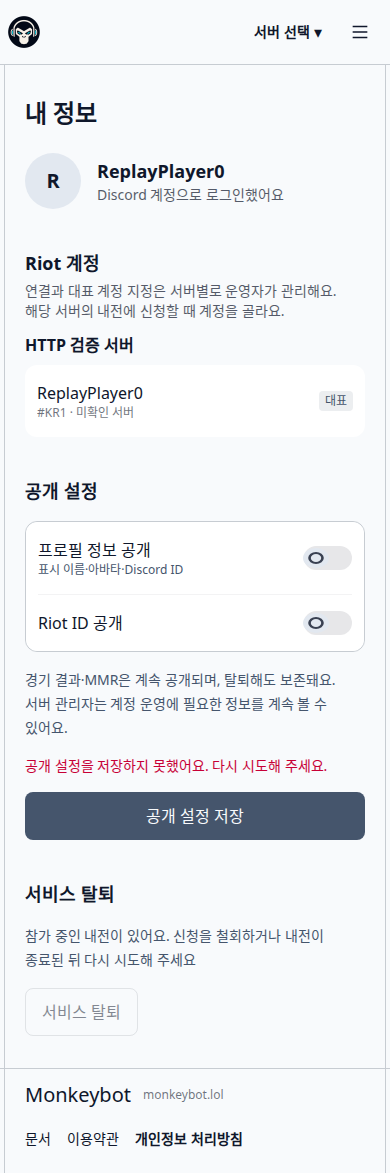 서버 선택 ▾
내 정보
R
ReplayPlayer0
Discord 계정으로 로그인했어요
Riot 계정
연결과 대표 계정 지정은 서버별로 운영자가 관리해요.
해당 서버의 내전에 신청할 때 계정을 골라요.
HTTP 검증 서버
ReplayPlayer0
#KR1 · 미확인 서버
대표
공개 설정
프로필 정보 공개
표시 이름·아바타·Discord ID
Riot ID 공개
경기 결과·MMR은 계속 공개되며, 탈퇴해도 보존돼요.
서버 관리자는 계정 운영에 필요한 정보를 계속 볼 수
있어요.
공개 설정을 저장하지 못했어요. 다시 시도해 주세요.
공개 설정 저장
서비스 탈퇴
참가 중인 내전이 있어요. 신청을 철회하거나 내전이
종료된 뒤 다시 시도해 주세요
서비스 탈퇴
Monkeybot monkeybot.lol
문서 이용약관 개인정보 처리방침